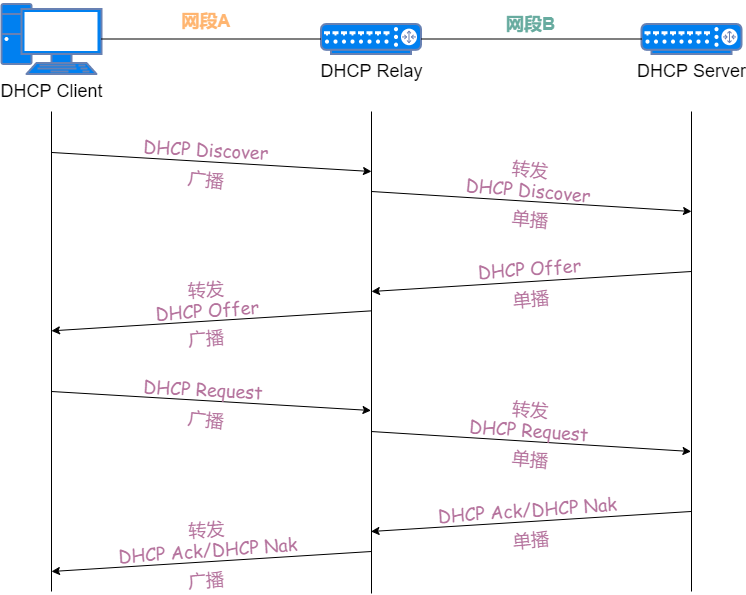 网段A
网段B
DHCP Client
DHCP Relay
DHCP Server
DHCP Discover
广播
转发
DHCP Discover
单播
DHCP Offer
单播
转发
DHCP Offer
广播
DHCP Request
广播
转发
DHCP Request
单播
DHCP Ack/DHCP Nak
单播
转发
DHCP Ack/DHCP Nak
广播